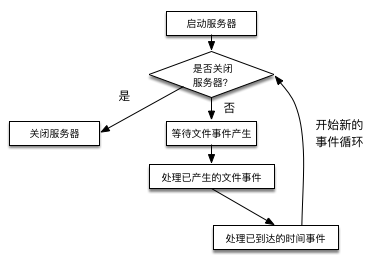 启动服务器
是否关闭
服务器?
是
否
关闭服务器
等待文件事件产生
开始新的
事件循环
处理已产生的文件事件
处理已到达的时间事件